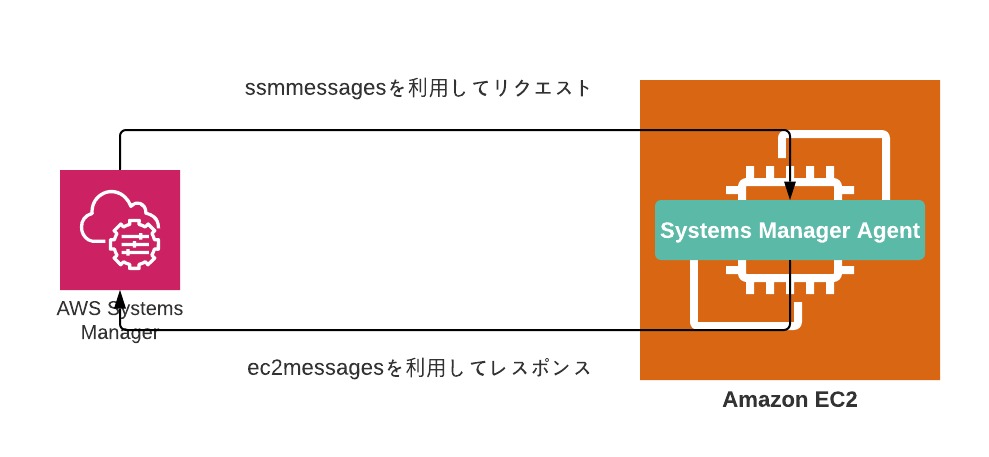 ssmmessagesを利用してリクエスト
Systems Manager Agent
AWS Systems
Manager
ec2messagesを利用してレスポンス
Amazon EC2